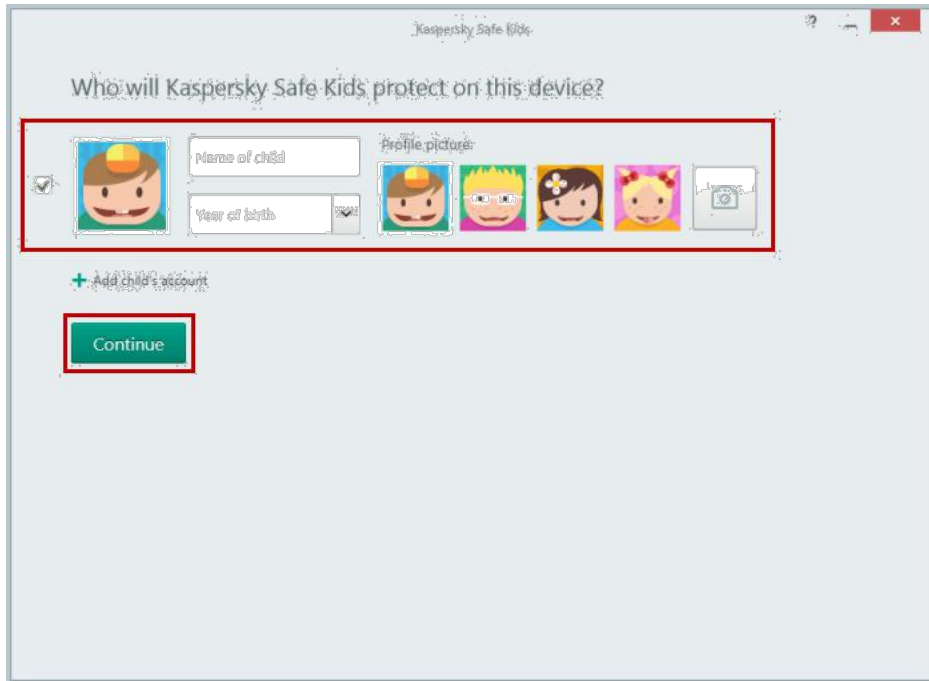 Kaspersky Safe Kids
?
Who will Kaspersky Safe Kids protect on this device?
Name of child
Profile picture:
Year of birth
+ Add child's account
Continue